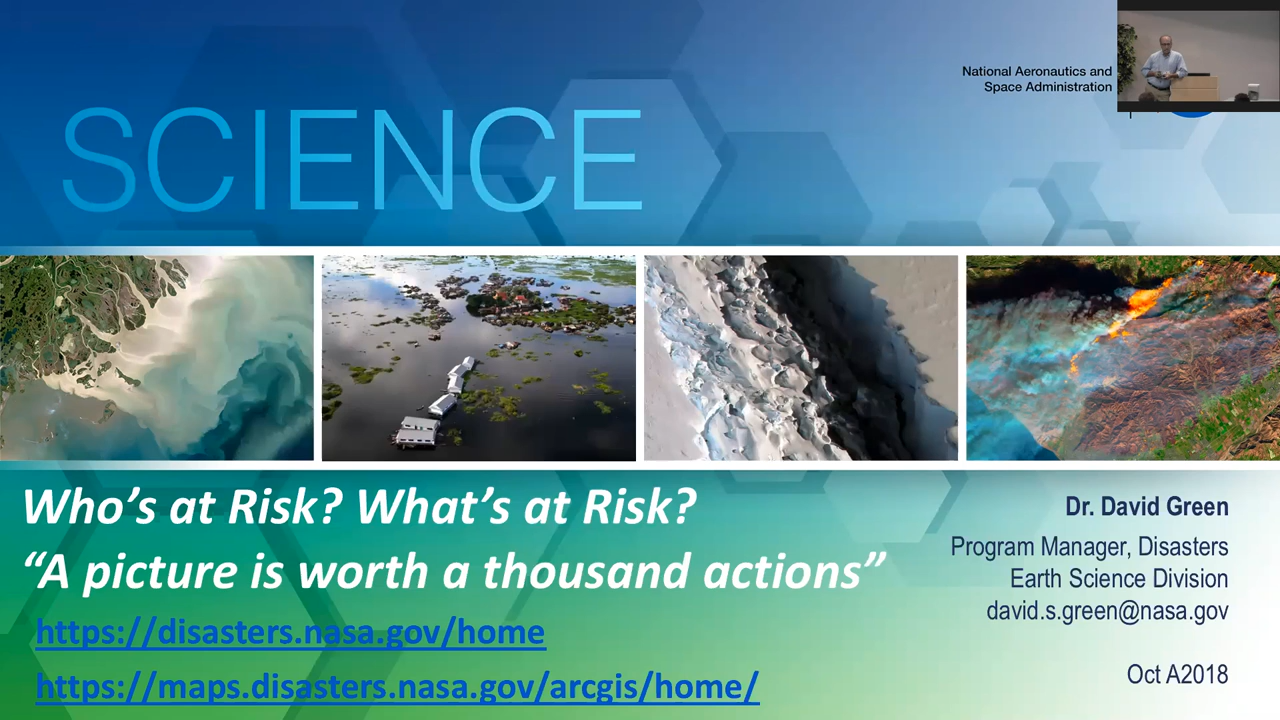 National Aeronautics and
Space Administration
SCIENCE
Who’s at Risk? What’s at Risk?
“A picture is worth a thousand actions”
https://disasters.nasa.gov/home
https://maps.disasters.nasa.gov/arcgis/home/
Dr. David Green
Program Manager, Disasters
Earth Science Division
david.s.green@nasa.gov
Oct A2018